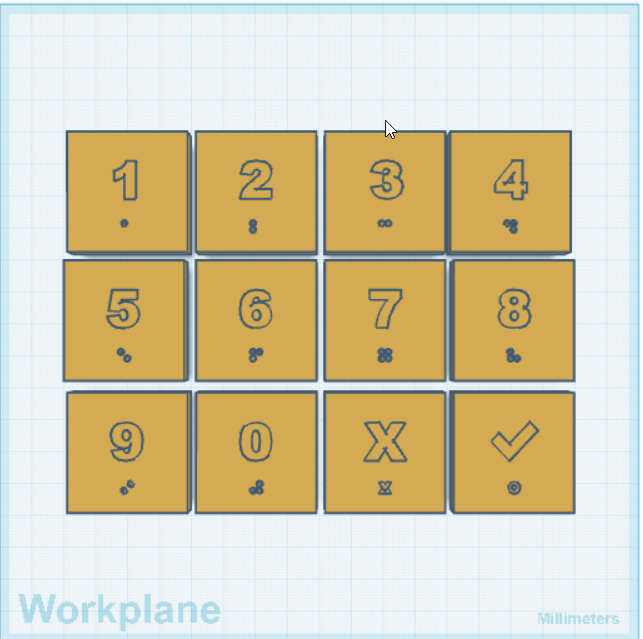 1 2 3 4
5 6 7 8
9 0 X ✓
Workplane
Millimeters